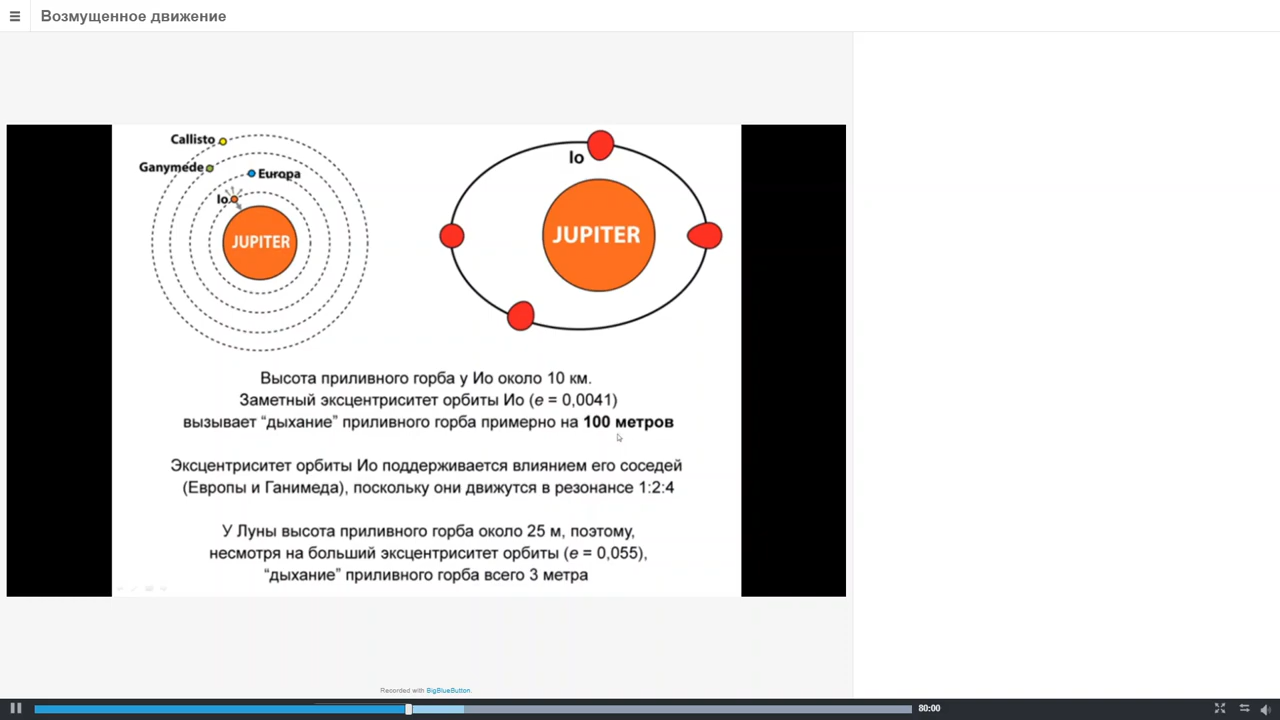 Возмущенное движение
Callisto
Ganymede
Europa
Io
JUPITER
Io
JUPITER
Высота приливного горба у Ио около 10 км.
Заметный эксцентриситет орбиты Ио (e = 0,0041)
вызывает “дыхание” приливного горба примерно на 100 метров
Эксцентриситет орбиты Ио поддерживается влиянием его соседей
(Европы и Ганимеда), поскольку они движутся в резонансе 1:2:4
У Луны высота приливного горба около 25 м, поэтому,
несмотря на больший эксцентриситет орбиты (e = 0,055),
“дыхание” приливного горба всего 3 метра
Recorded with BigBlueButton.
80:00